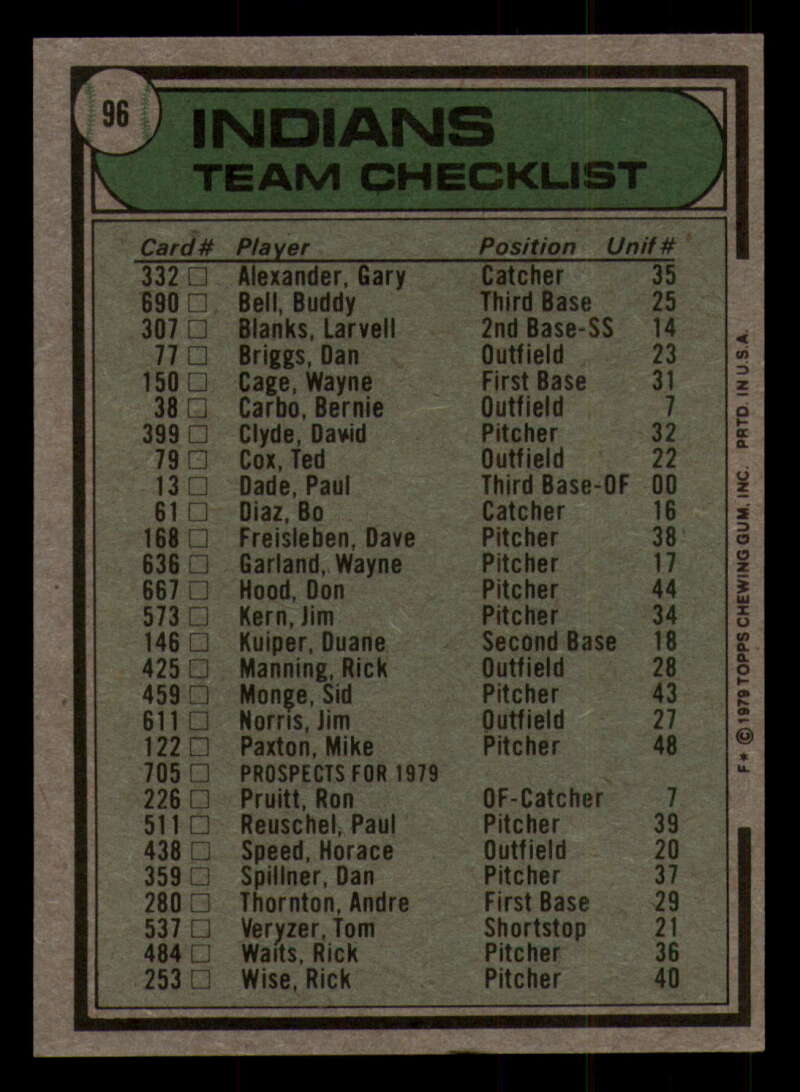 96
INDIANS
TEAM CHECKLIST
Card# Player Position Unif#
332 □ Alexander, Gary Catcher 35
690 □ Bell, Buddy Third Base 25
307 □ Blanks, Larvell 2nd Base-SS 14
77 □ Briggs, Dan Outfield 23
150 □ Cage, Wayne First Base 31
38 □ Carbo, Bernie Outfield 7
399 □ Clyde, David Pitcher 32
79 □ Cox, Ted Outfield 22
13 □ Dade, Paul Third Base-OF 00
61 □ Diaz, Bo Catcher 16
168 □ Freisleben, Dave Pitcher 38
636 □ Garland, Wayne Pitcher 17
667 □ Hood, Don Pitcher 44
573 □ Kern, Jim Pitcher 34
146 □ Kuiper, Duane Second Base 18
425 □ Manning, Rick Outfield 28
459 □ Monge, Sid Pitcher 43
611 □ Norris, Jim Outfield 27
122 □ Paxton, Mike Pitcher 48
705 □ PROSPECTS FOR 1979
226 □ Pruitt, Ron OF-Catcher 7
511 □ Reuschel, Paul Pitcher 39
438 □ Speed, Horace Outfield 20
359 □ Spillner, Dan Pitcher 37
280 □ Thornton, Andre First Base 29
537 □ Veryzer, Tom Shortstop 21
484 □ Waits, Rick Pitcher 36
253 □ Wise, Rick Pitcher 40
F* © 1979 TOPPS CHEWING GUM, INC. PRTD. IN U.S.A.